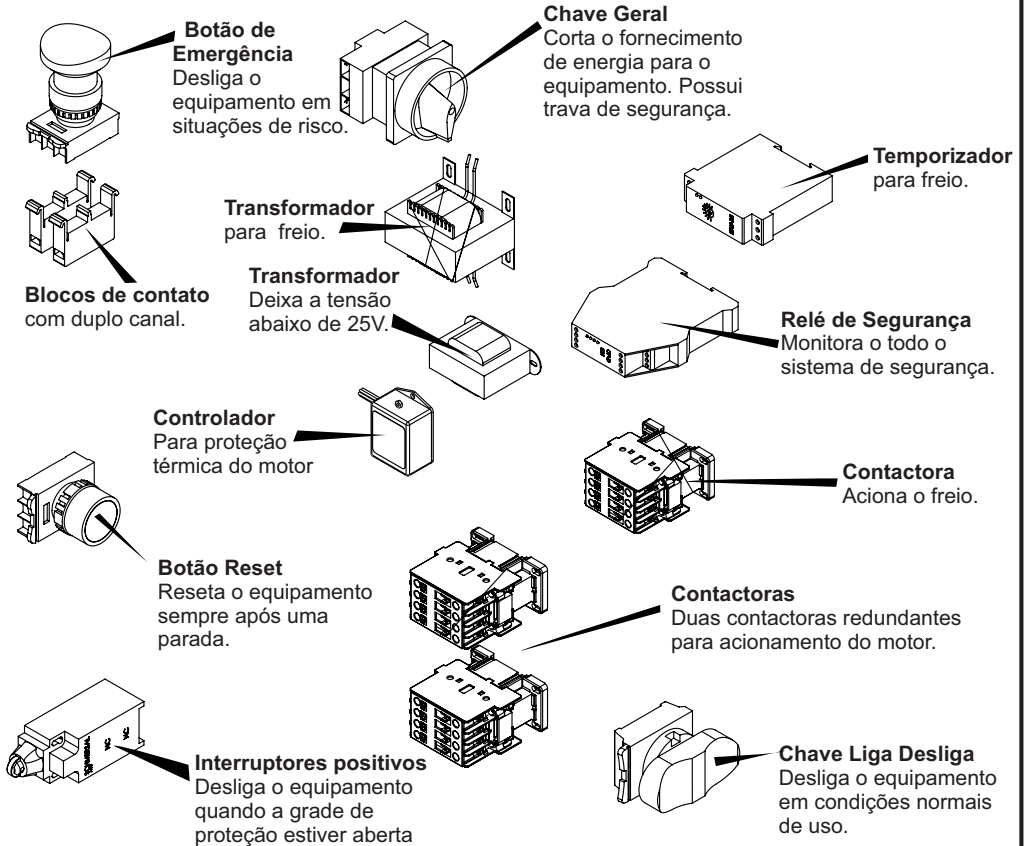 Botão de
Emergência
Desliga o
equipamento em
situações de risco.
Chave Geral
Corta o fornecimento
de energia para o
equipamento. Possui
trava de segurança.
Temporizador
para freio.
Transformador
para freio.
Blocos de contato
com duplo canal.
Transformador
Deixa a tensão
abaixo de 25V.
Relé de Segurança
Monitora o todo o
sistema de segurança.
Controlador
Para proteção
térmica do motor
Contactora
Aciona o freio.
Botão Reset
Reseta o equipamento
sempre após uma
parada.
Contactoras
Duas contactoras redundantes
para acionamento do motor.
NC
NC
Interruptores positivos
Desliga o equipamento
quando a grade de
proteção estiver aberta
Chave Liga Desliga
Desliga o equipamento
em condições normais
de uso.